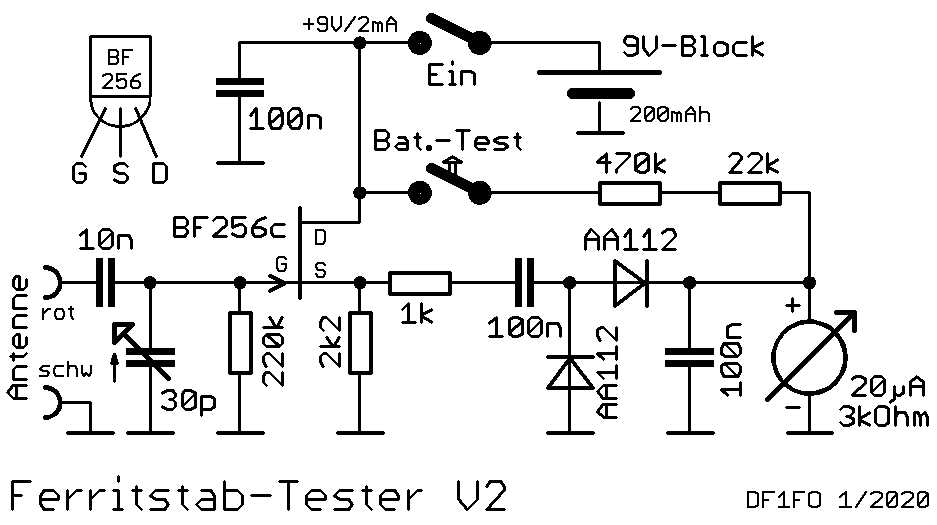 +9V/2mA
BF
256
9V-Block
Ein
100n
200mAh
Bat.-Test
G S D
470k
22k
BF256c
D
10n
AA112
G
S
Antenne
rot
1k
100n
+
220k
2k2
AA112
100n
schw
30p
20µA
-
3kOhm
Ferritstab-Tester V2
DF1FO 1/2020